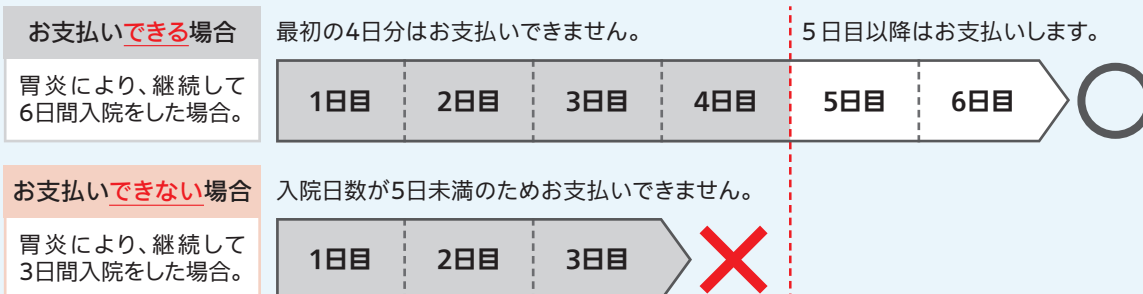 お支払いできる場合
最初の4日分はお支払いできません。
5日目以降はお支払いします。
胃炎により、継続して
6日間入院をした場合。
1日目 2日目 3日目 4日目 5日目 6日目
お支払いできない場合
入院日数が5日未満のためお支払いできません。
胃炎により、継続して
3日間入院をした場合。
1日目 2日目 3日目